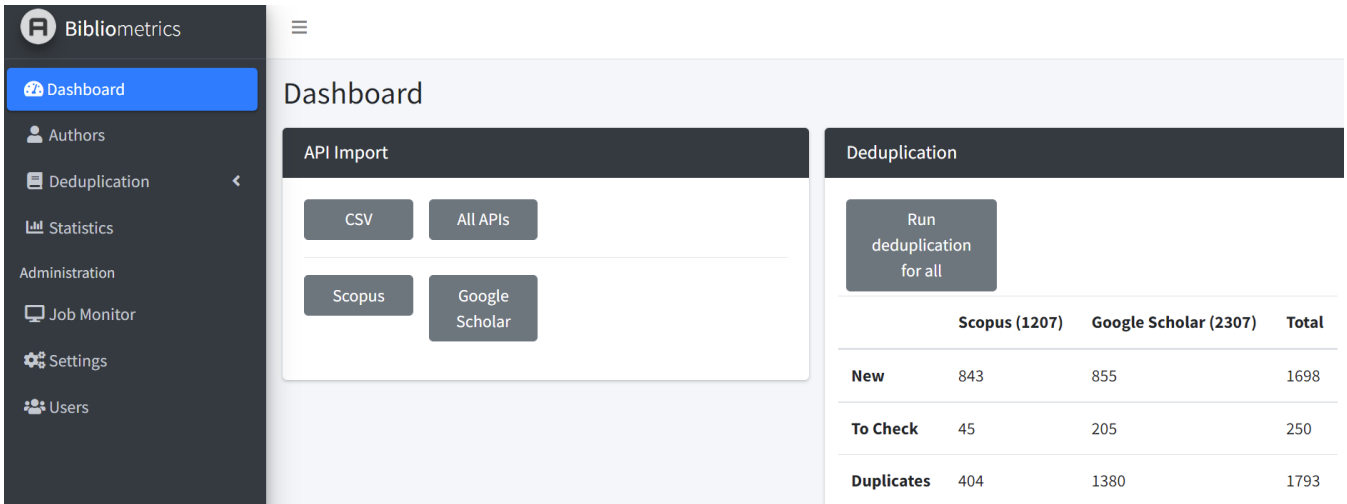 Bibliometrics
Dashboard
Authors
Deduplication
Statistics
Administration
Job Monitor
Settings
Users
Dashboard
API Import
CSV
All APIs
Scopus
Google
Scholar
Deduplication
Run
deduplication
for all
Scopus (1207) Google Scholar (2307) Total
New 843 855 1698
To Check 45 205 250
Duplicates 404 1380 1793